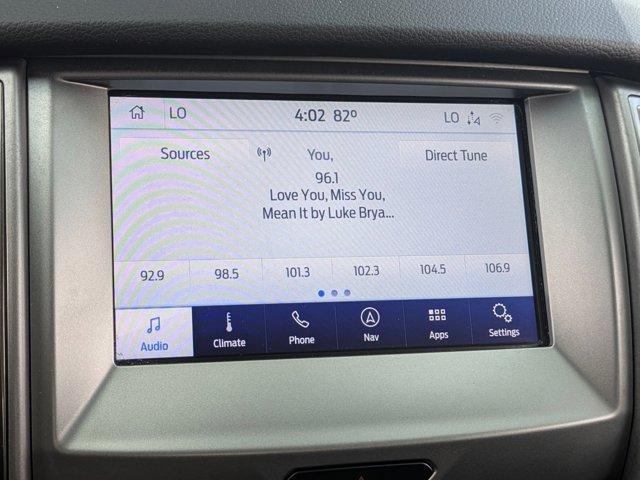 LO 4:02 82° LO
Sources You, Direct Tune
96.1
Love You, Miss You,
Mean It by Luke Brya...
92.9 98.5 101.3 102.3 104.5 106.9
Audio Climate Phone Nav Apps Settings